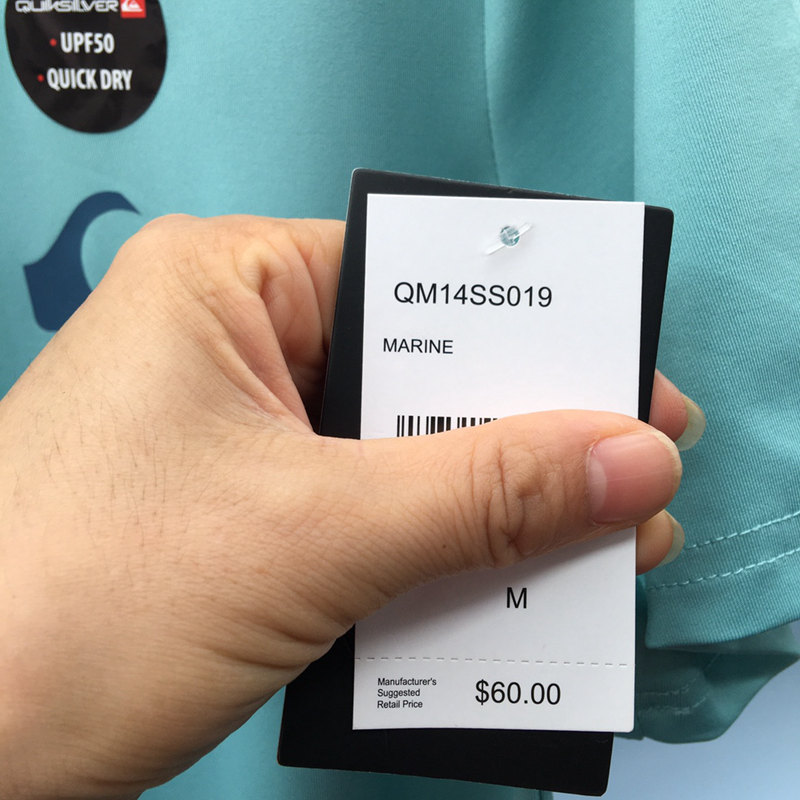 QUIKSILVER
• UPF50
• QUICK DRY
QM14SS019
MARINE
M
Manufacturer's
Suggested
Retail Price
$60.00